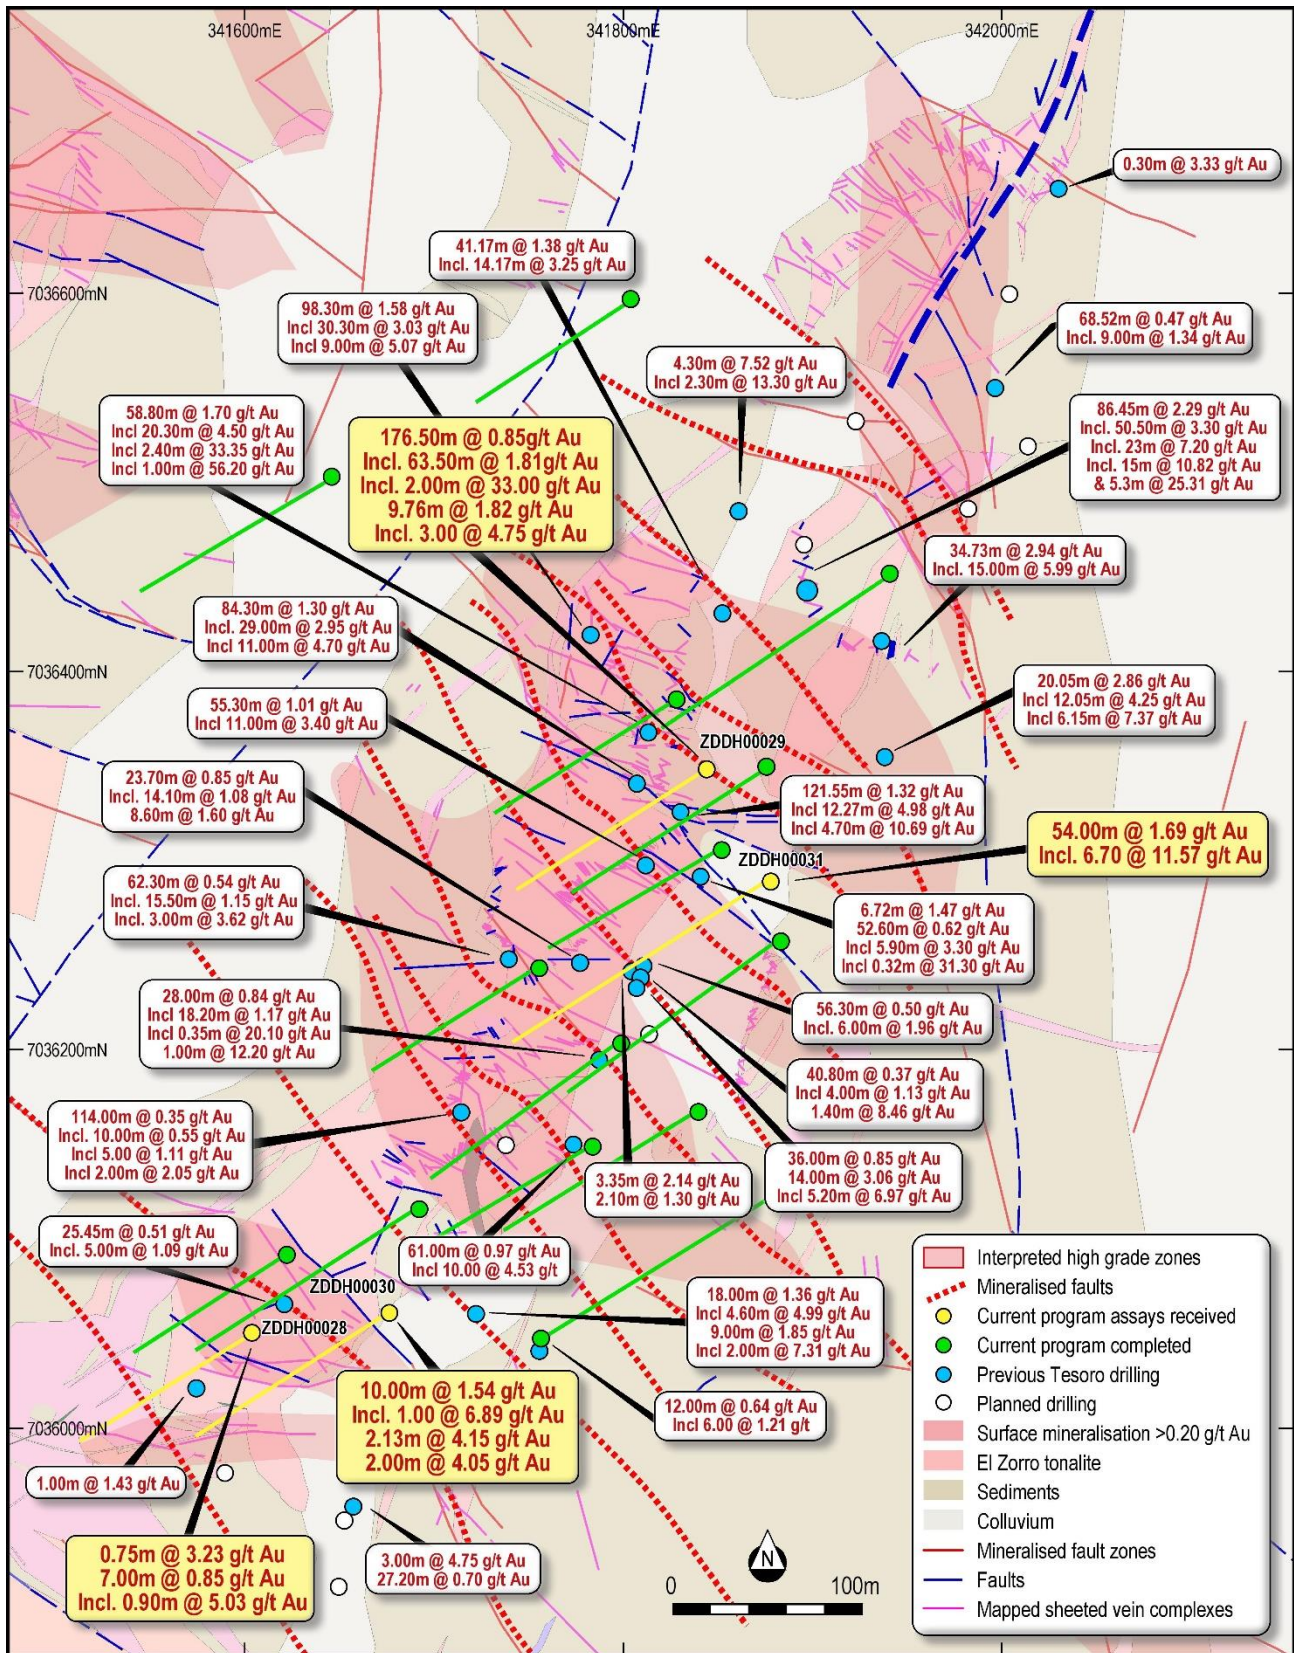 341600mE
341800mE
342000mE
0.30m @ 3.33 g/t Au
41.17m @ 1.38 g/t Au
Incl. 14.17m @ 3.25 g/t Au
7036600mN
98.30m @ 1.58 g/t Au
Incl 30.30m @ 3.03 g/t Au
Incl 9.00m @ 5.07 g/t Au
68.52m @ 0.47 g/t Au
Incl. 9.00m @ 1.34 g/t Au
4.30m @ 7.52 g/t Au
Incl 2.30m @ 13.30 g/t Au
58.80m @ 1.70 g/t Au
Incl 20.30m @ 4.50 g/t Au
Incl 2.40m @ 33.35 g/t Au
Incl 1.00m @ 56.20 g/t Au
176.50m @ 0.85g/t Au
Incl. 63.50m @ 1.81g/t Au
Incl. 2.00m @ 33.00 g/t Au
9.76m @ 1.82 g/t Au
Incl. 3.00 @ 4.75 g/t Au
86.45m @ 2.29 g/t Au
Incl. 50.50m @ 3.30 g/t Au
Incl. 23m @ 7.20 g/t Au
Incl. 15m @ 10.82 g/t Au
& 5.3m @ 25.31 g/t Au
34.73m @ 2.94 g/t Au
Incl. 15.00m @ 5.99 g/t Au
84.30m @ 1.30 g/t Au
Incl. 29.00m @ 2.95 g/t Au
Incl 11.00m @ 4.70 g/t Au
7036400mN
20.05m @ 2.86 g/t Au
Incl 12.05m @ 4.25 g/t Au
Incl 6.15m @ 7.37 g/t Au
55.30m @ 1.01 g/t Au
Incl 11.00m @ 3.40 g/t Au
ZDDH00029
23.70m @ 0.85 g/t Au
Incl. 14.10m @ 1.08 g/t Au
8.60m @ 1.60 g/t Au
121.55m @ 1.32 g/t Au
Incl 12.27m @ 4.98 g/t Au
Incl 4.70m @ 10.69 g/t Au
54.00m @ 1.69 g/t Au
Incl. 6.70 @ 11.57 g/t Au
ZDDH00031
62.30m @ 0.54 g/t Au
Incl. 15.50m @ 1.15 g/t Au
Incl. 3.00m @ 3.62 g/t Au
6.72m @ 1.47 g/t Au
52.60m @ 0.62 g/t Au
Incl 5.90m @ 3.30 g/t Au
Incl 0.32m @ 31.30 g/t Au
28.00m @ 0.84 g/t Au
Incl 18.20m @ 1.17 g/t Au
Incl 0.35m @ 20.10 g/t Au
1.00m @ 12.20 g/t Au
56.30m @ 0.50 g/t Au
Incl. 6.00m @ 1.96 g/t Au
7036200mN
40.80m @ 0.37 g/t Au
Incl 4.00m @ 1.13 g/t Au
1.40m @ 8.46 g/t Au
114.00m @ 0.35 g/t Au
Incl. 10.00m @ 0.55 g/t Au
Incl 5.00 @ 1.11 g/t Au
Incl 2.00m @ 2.05 g/t Au
3.35m @ 2.14 g/t Au
2.10m @ 1.30 g/t Au
36.00m @ 0.85 g/t Au
14.00m @ 3.06 g/t Au
Incl 5.20m @ 6.97 g/t Au
25.45m @ 0.51 g/t Au
Incl. 5.00m @ 1.09 g/t Au
61.00m @ 0.97 g/t Au
Incl 10.00 @ 4.53 g/t
ZDDH00030
ZDDH00028
18.00m @ 1.36 g/t Au
Incl 4.60m @ 4.99 g/t Au
9.00m @ 1.85 g/t Au
Incl 2.00m @ 7.31 g/t Au
10.00m @ 1.54 g/t Au
Incl. 1.00 @ 6.89 g/t Au
2.13m @ 4.15 g/t Au
2.00m @ 4.05 g/t Au
12.00m @ 0.64 g/t Au
Incl 6.00 @ 1.21 g/t
7036000mN
1.00m @ 1.43 g/t Au
0.75m @ 3.23 g/t Au
7.00m @ 0.85 g/t Au
Incl. 0.90m @ 5.03 g/t Au
3.00m @ 4.75 g/t Au
27.20m @ 0.70 g/t Au
N
0
100m
Interpreted high grade zones
Mineralised faults
Current program assays received
Current program completed
Previous Tesoro drilling
Planned drilling
Surface mineralisation >0.20 g/t Au
El Zorro tonalite
Sediments
Colluvium
Mineralised fault zones
Faults
Mapped sheeted vein complexes